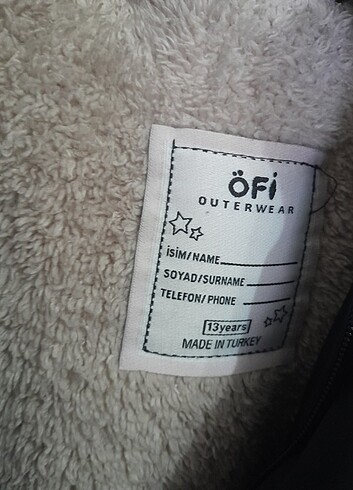 ÖFİ
OUTERWEAR
İSİM/NAME
SOYAD/SURNAME
TELEFON/PHONE
13years
MADE IN TURKEY